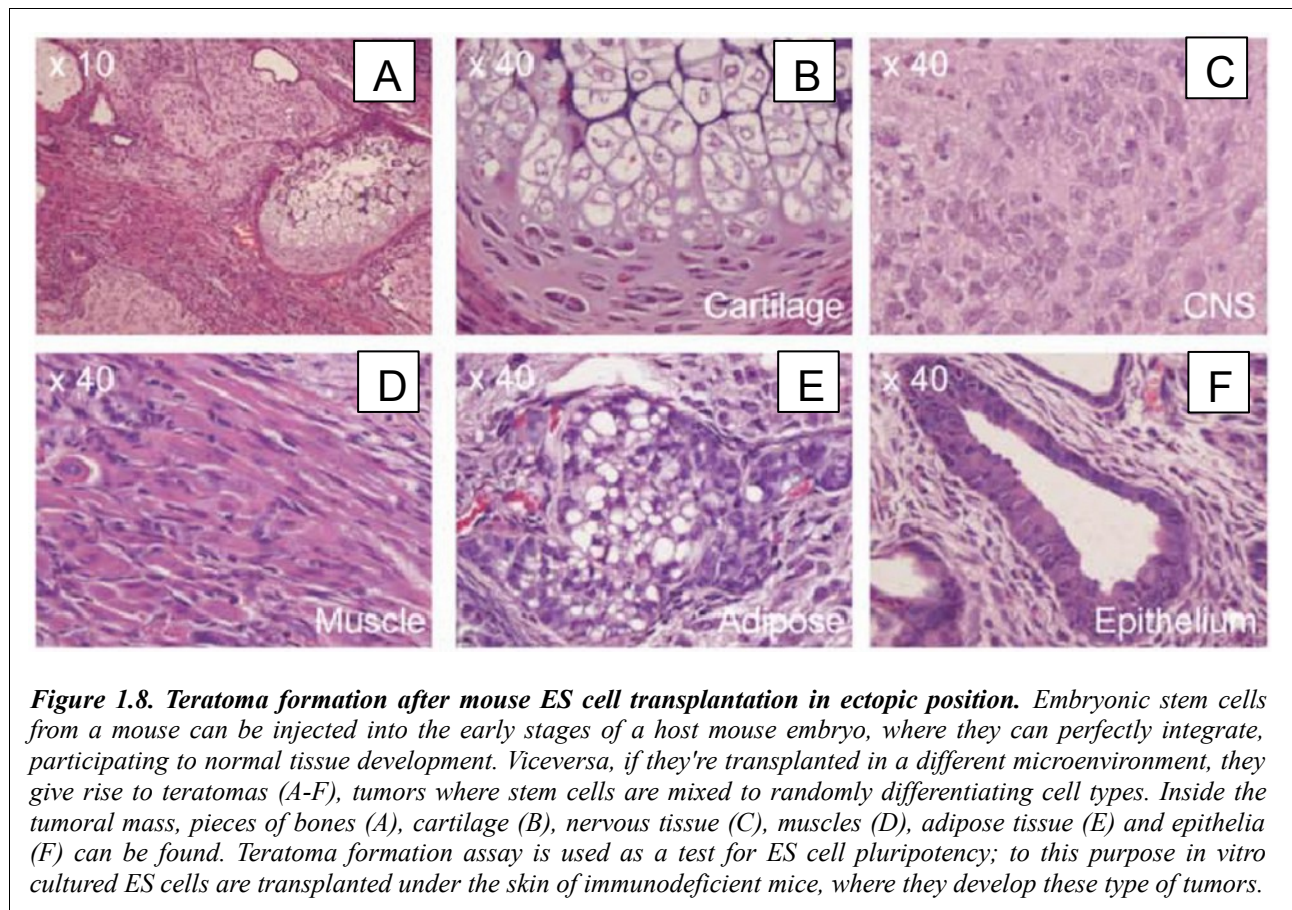 x 10
A
x 40
B
Cartilage
x 40
C
CNS
x 40
D
Muscle
x 40
E
Adipose
x 40
F
Epithelium
Figure 1.8. Teratoma formation after mouse ES cell transplantation in ectopic position. Embryonic stem cells
from a mouse can be injected into the early stages of a host mouse embryo, where they can perfectly integrate,
participating to normal tissue development. Viceversa, if they're transplanted in a different microenvironment, they
give rise to teratomas (A-F), tumors where stem cells are mixed to randomly differentiating cell types. Inside the
tumoral mass, pieces of bones (A), cartilage (B), nervous tissue (C), muscles (D), adipose tissue (E) and epithelia
(F) can be found. Teratoma formation assay is used as a test for ES cell pluripotency; to this purpose in vitro
cultured ES cells are transplanted under the skin of immunodeficient mice, where they develop these type of tumors.